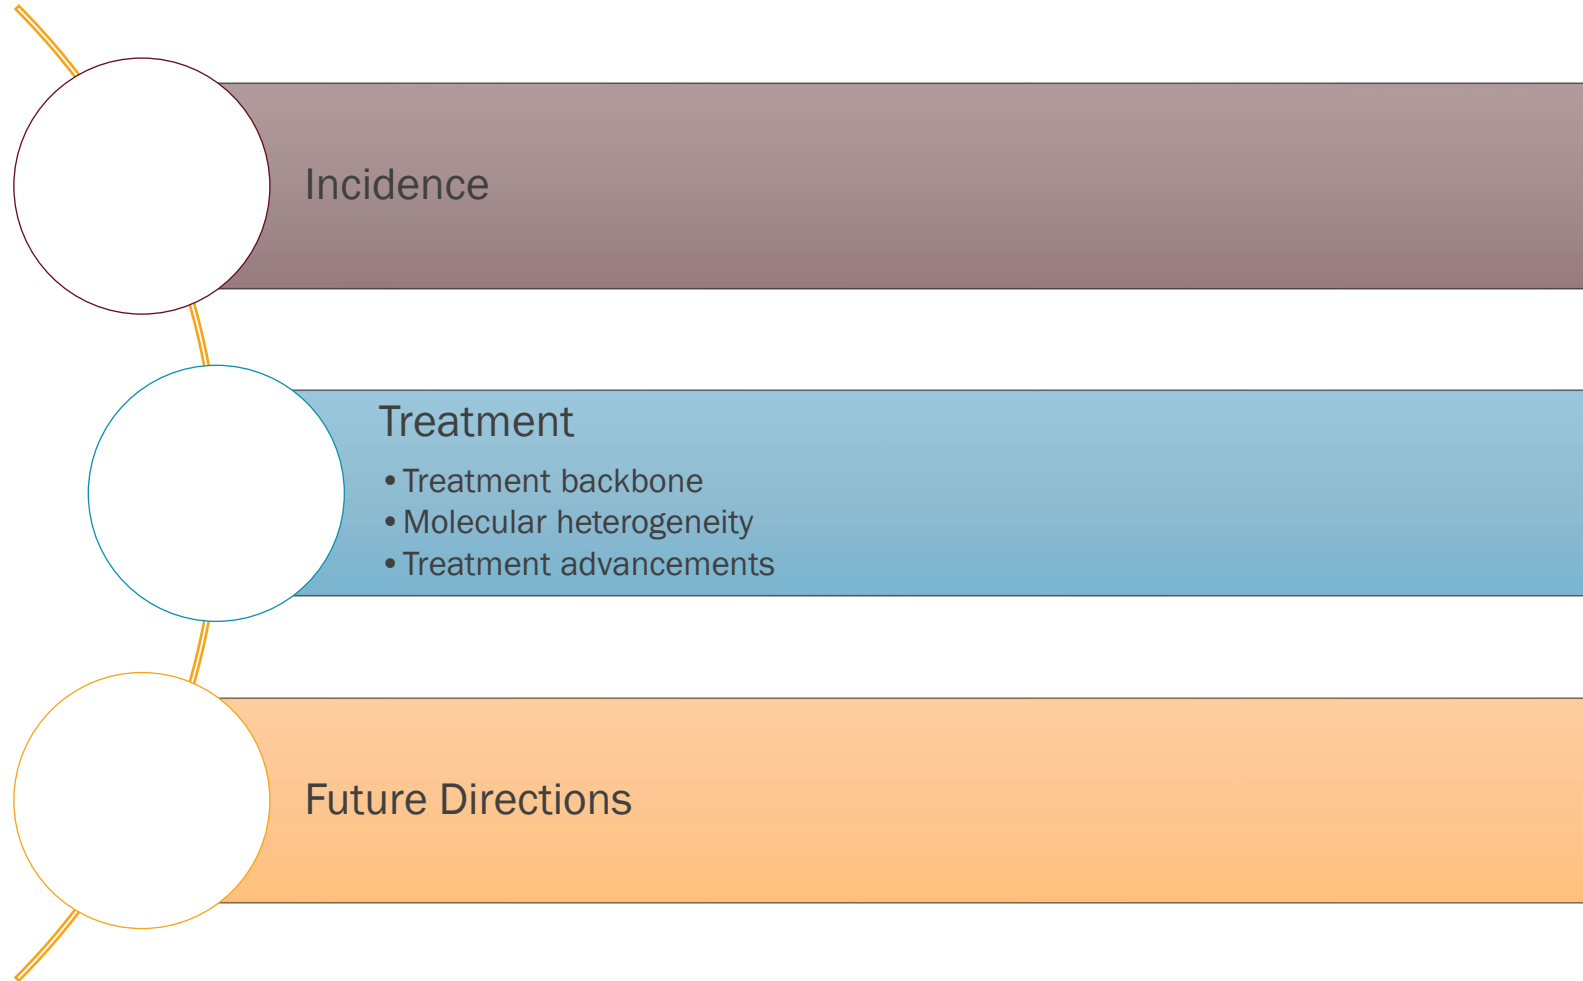 Incidence
Treatment
•Treatment backbone
•Molecular heterogeneity
•Treatment advancements
Future Directions